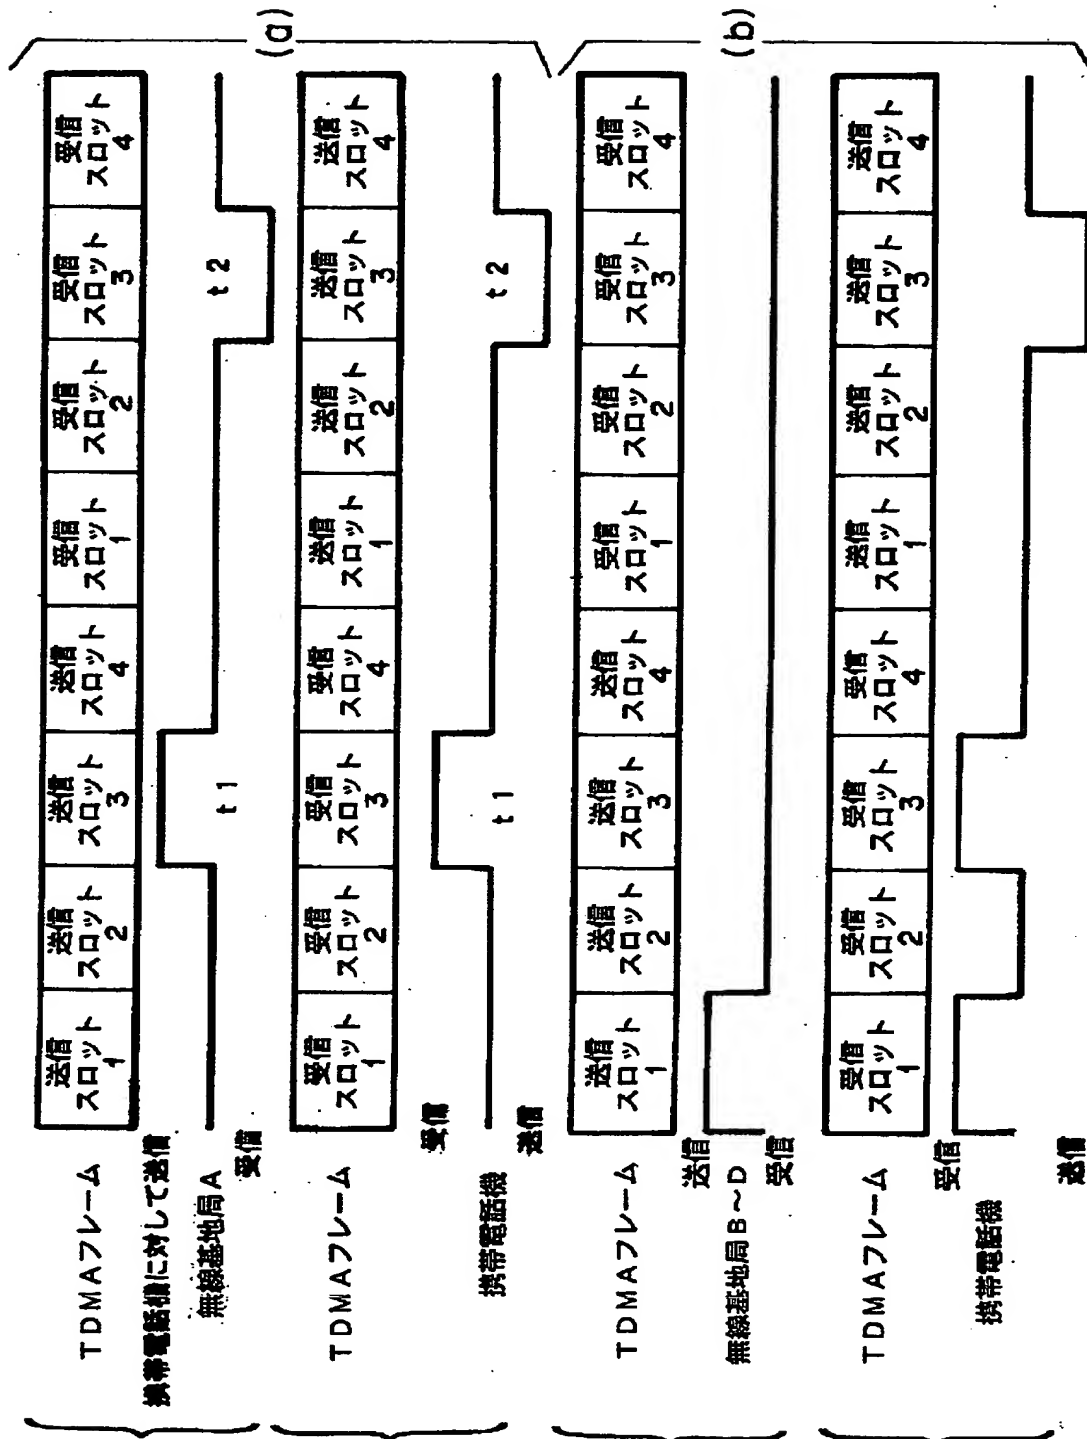 (a)
TDMAフレーム
送信スロット1
送信スロット2
送信スロット3
送信スロット4
受信スロット1
受信スロット2
受信スロット3
受信スロット4
携帯電話機に対して送信
無線基地局A
受信
t1
t2
TDMAフレーム
受信スロット1
受信スロット2
受信スロット3
受信スロット4
送信スロット1
送信スロット2
送信スロット3
送信スロット4
受信
携帯電話機
送信
t1
t2
(b)
TDMAフレーム
送信スロット1
送信スロット2
送信スロット3
送信スロット4
受信スロット1
受信スロット2
受信スロット3
受信スロット4
送信
無線基地局B～D
受信
TDMAフレーム
受信スロット1
受信スロット2
受信スロット3
受信スロット4
送信スロット1
送信スロット2
送信スロット3
送信スロット4
受信
携帯電話機
送信